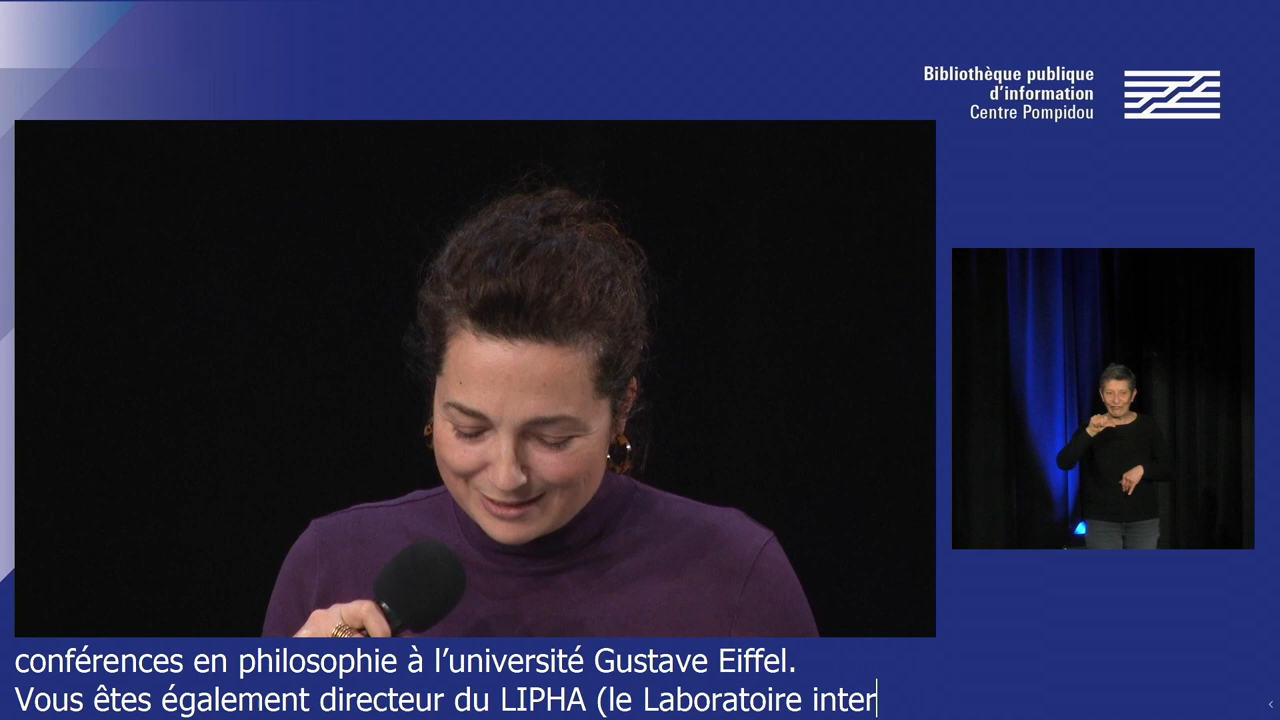 Bibliothèque publique
d’information
Centre Pompidou
conférences en philosophie à l’université Gustave Eiffel.
Vous êtes également directeur du LIPHA (le Laboratoire inter